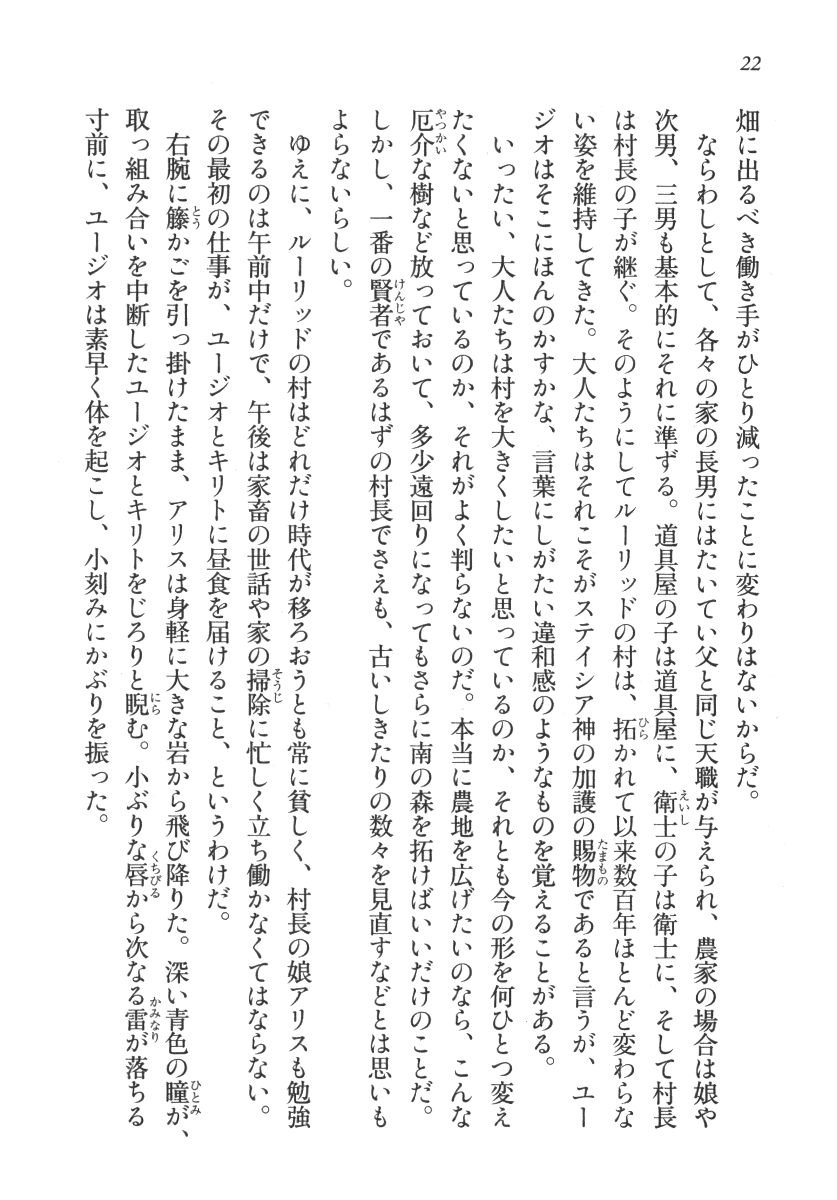 22
畑に出るべき働き手がひとり減ったことに変わりはないからだ。
　ならわしとして、各々の家の長男にはたいてい父と同じ天職が与えられ、農家の場合は娘や
次男、三男も基本的にそれに準ずる。道具屋の子は道具屋に、衛士の子は衛士に、そして村長
は村長の子が継ぐ。そのようにしてルーリッドの村は、拓かれて以来数百年ほとんど変わらな
い姿を維持してきた。大人たちはそれこそがステイシア神の加護の賜物であると言うが、ユー
ジオはそこにほんのかすかな、言葉にしがたい違和感のようなものを覚えることがある。
　いったい、大人たちは村を大きくしたいと思っているのか、それとも今の形を何ひとつ変え
たくないと思っているのか、それがよく判らないのだ。本当に農地を広げたいのなら、こんな
厄介な樹など放っておいて、多少遠回りになってもさらに南の森を拓けばいいだけのことだ。
しかし、一番の賢者であるはずの村長でさえも、古いしきたりの数々を見直すなどとは思いも
よらないらしい。
　ゆえに、ルーリッドの村はどれだけ時代が移ろおうとも常に貧しく、村長の娘アリスも勉強
できるのは午前中だけで、午後は家畜の世話や家の掃除に忙しく立ち働かなくてはならない。
その最初の仕事が、ユージオとキリトに昼食を届けること、というわけだ。
　右腕に籐かごを引っ掛けたまま、アリスは身軽に大きな岩から飛び降りた。深い青色の瞳が、
取っ組み合いを中断したユージオとキリトをじろりと睨む。小ぶりな唇から次なる雷が落ちる
寸前に、ユージオは素早く体を起こし、小刻みにかぶりを振った。